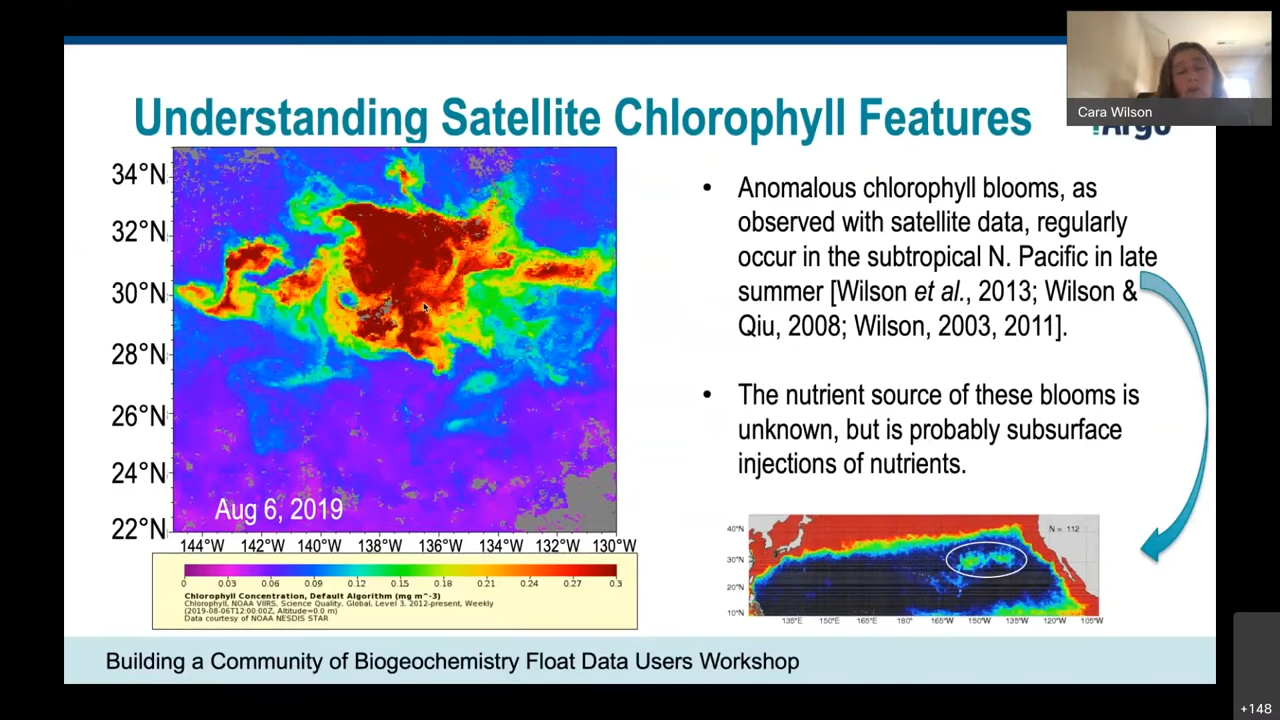 Cara Wilson
Understanding Satellite Chlorophyll Features
Argo
34°N
32°N
30°N
28°N
26°N
24°N
22°N
Aug 6, 2019
144°W 142°W 140°W 138°W 136°W 134°W 132°W 130°W
0 0.03 0.06 0.09 0.12 0.15 0.18 0.21 0.24 0.27 0.3
Chlorophyll Concentration, Default Algorithm (mg m^-3)
Chlorophyll, NOAA VIIRS, Science Quality, Global, Level 3, 2012-present, Weekly
(2019-08-06T12:00:00Z, Altitude=0.0 m)
Data courtesy of NOAA NESDIS STAR
• Anomalous chlorophyll blooms, as
observed with satellite data, regularly
occur in the subtropical N. Pacific in late
summer [Wilson et al., 2013; Wilson &
Qiu, 2008; Wilson, 2003, 2011].
• The nutrient source of these blooms is
unknown, but is probably subsurface
injections of nutrients.
N = 112
40°N
30°N
20°N
10°N
135°E 150°E 165°E 180° 165°W 150°W 135°W 120°W 105°W
Building a Community of Biogeochemistry Float Data Users Workshop
+148